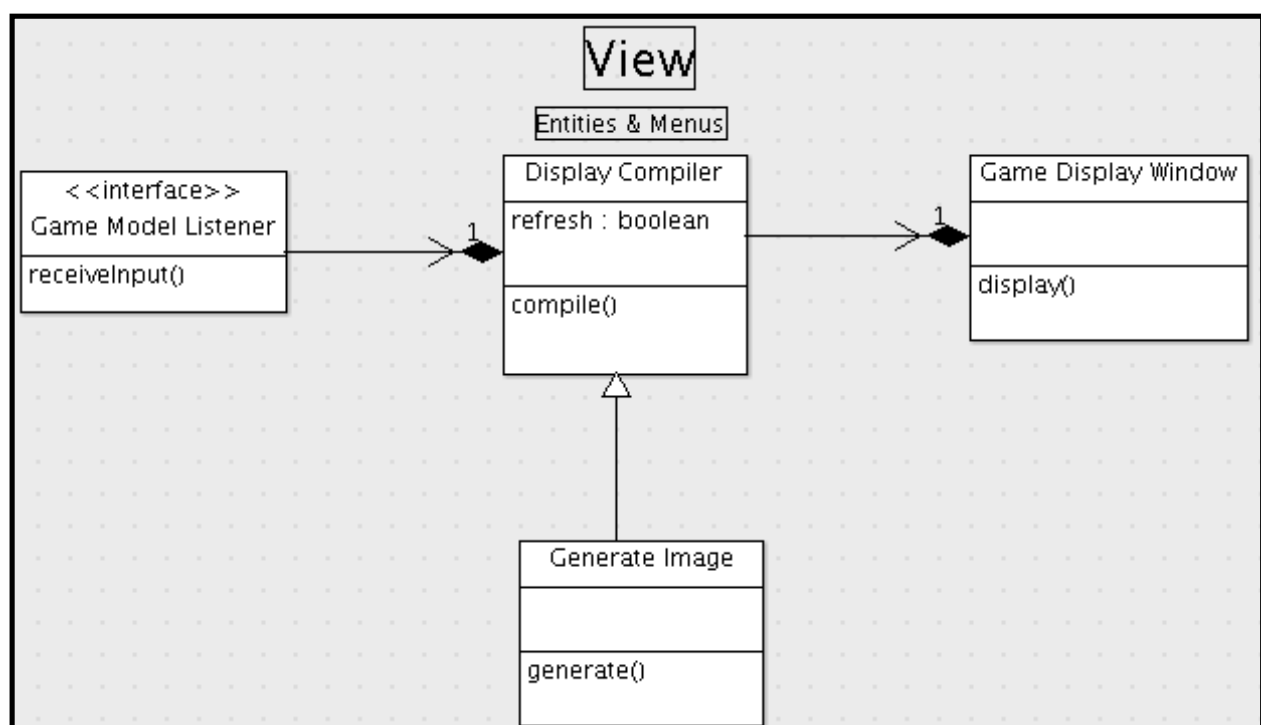 View
Entities & Menus
<<interface>>
Game Model Listener
receiveInput()
1
Display Compiler
refresh : boolean
compile()
1
Game Display Window
display()
Generate Image
generate()